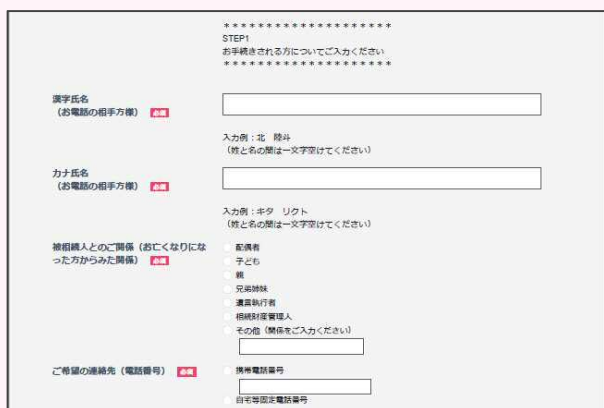 ********************
STEP1
お手続きされる方についてご入力ください
********************
漢字氏名
(お電話の相手方様) 必須
入力例:北 陸斗
(姓と名の間は一文字空けてください)
カナ氏名
(お電話の相手方様) 必須
入力例:キタ リクト
(姓と名の間は一文字空けてください)
被相続人とのご関係(お亡くなりにな
った方からみた関係) 必須
配偶者
子ども
親
兄弟姉妹
遺言執行者
相続財産管理人
その他(関係をご入力ください)
ご希望の連絡先(電話番号) 必須
携帯電話番号
自宅等固定電話番号